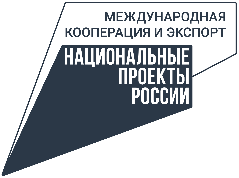 МЕЖДУНАРОДНАЯ
КООПЕРАЦИЯ И ЭКСПОРТ
НАЦИОНАЛЬНЫЕ
ПРОЕКТЫ
РОССИИ